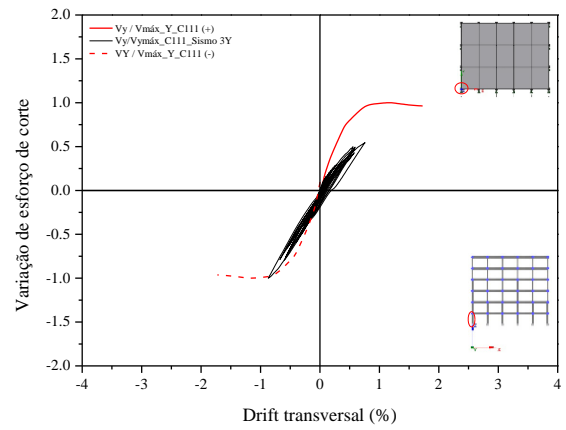 Vy / Vmáx_Y_C111 (+)
Vy/Vymáx_C111_Sismo 3Y
VY / Vmáx_Y_C111 (-)
2.0
1.5
1.0
0.5
0.0
-0.5
-1.0
-1.5
-2.0
Variação de esforço de corte
-4 -3 -2 -1 0 1 2 3 4
Drift transversal (%)